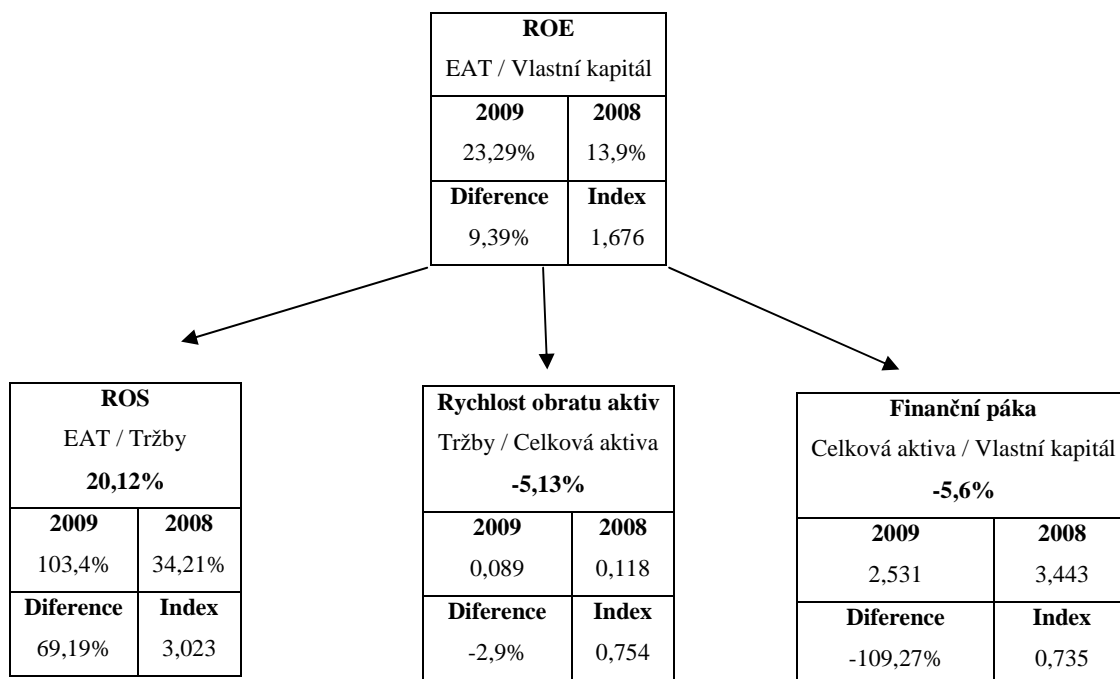 ROE
EAT / Vlastní kapitál
2009 2008
23,29% 13,9%
Diference Index
9,39% 1,676
ROS
EAT / Tržby
20,12%
2009 2008
103,4% 34,21%
Diference Index
69,19% 3,023
Rychlost obratu aktiv
Tržby / Celková aktiva
-5,13%
2009 2008
0,089 0,118
Diference Index
-2,9% 0,754
Finanční páka
Celková aktiva / Vlastní kapitál
-5,6%
2009 2008
2,531 3,443
Diference Index
-109,27% 0,735